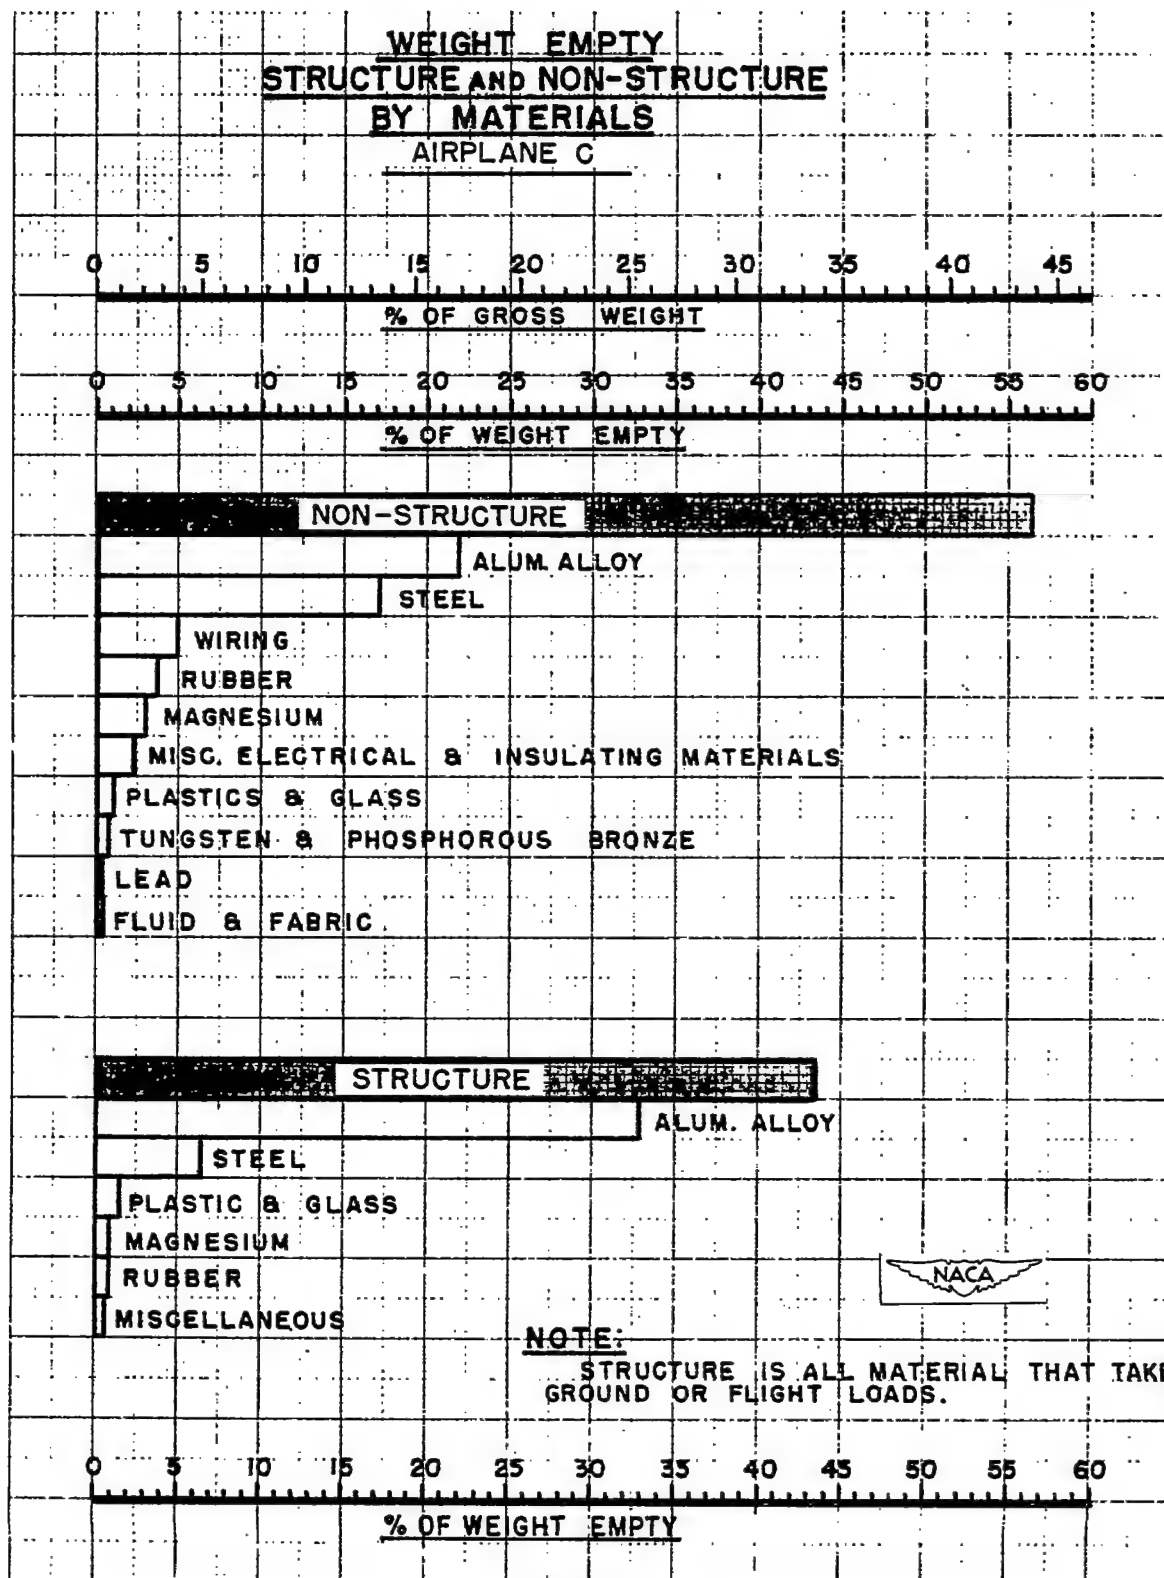 WEIGHT EMPTY
STRUCTURE AND NON-STRUCTURE
BY MATERIALS
AIRPLANE C
0 5 10 15 20 25 30 35 40 45
% OF GROSS WEIGHT
0 5 10 15 20 25 30 35 40 45 50 55 60
% OF WEIGHT EMPTY
NON-STRUCTURE
ALUM. ALLOY
STEEL
WIRING
RUBBER
MAGNESIUM
MISC. ELECTRICAL & INSULATING MATERIALS
PLASTICS & GLASS
TUNGSTEN & PHOSPHOROUS BRONZE
LEAD
FLUID & FABRIC
STRUCTURE
ALUM. ALLOY
STEEL
PLASTIC & GLASS
MAGNESIUM
RUBBER
NACA
MISCELLANEOUS
NOTE:
STRUCTURE IS ALL MATERIAL THAT TAKE
GROUND OR FLIGHT LOADS.
0 5 10 15 20 25 30 35 40 45 50 55 60
% OF WEIGHT EMPTY